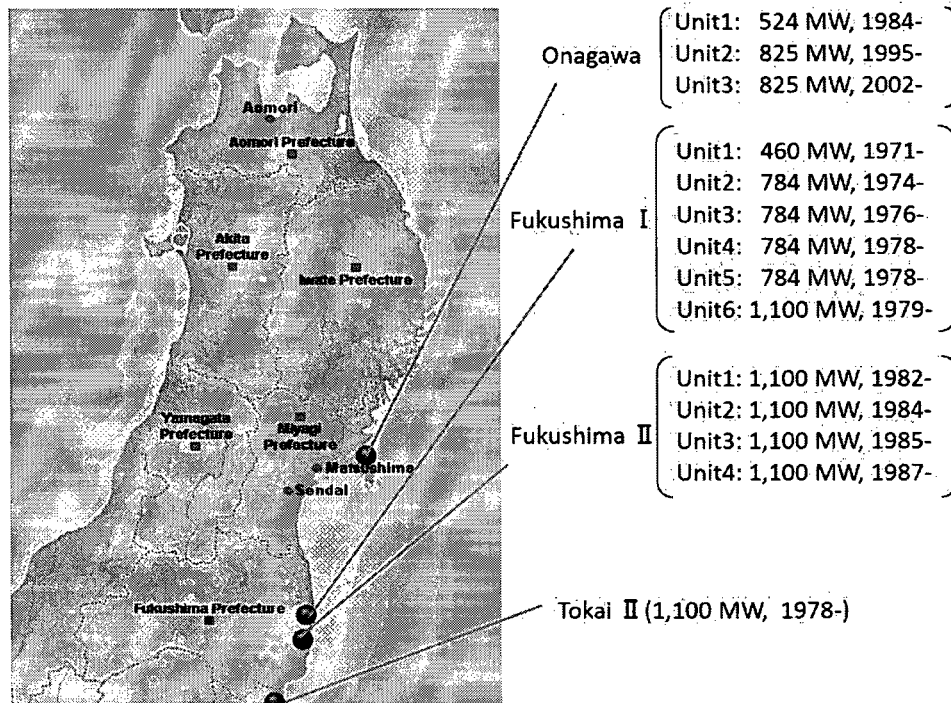 Aomori
Aomori Prefecture
Akita
Prefecture
Iwate Prefecture
Yamagata
Prefecture
Miyagi
Prefecture
Matsushima
Sendai
Fukushima Prefecture
Onagawa
Unit1: 524 MW, 1984-
Unit2: 825 MW, 1995-
Unit3: 825 MW, 2002-
Fukushima Ⅰ
Unit1: 460 MW, 1971-
Unit2: 784 MW, 1974-
Unit3: 784 MW, 1976-
Unit4: 784 MW, 1978-
Unit5: 784 MW, 1978-
Unit6: 1,100 MW, 1979-
Fukushima Ⅱ
Unit1: 1,100 MW, 1982-
Unit2: 1,100 MW, 1984-
Unit3: 1,100 MW, 1985-
Unit4: 1,100 MW, 1987-
Tokai Ⅱ (1,100 MW, 1978-)